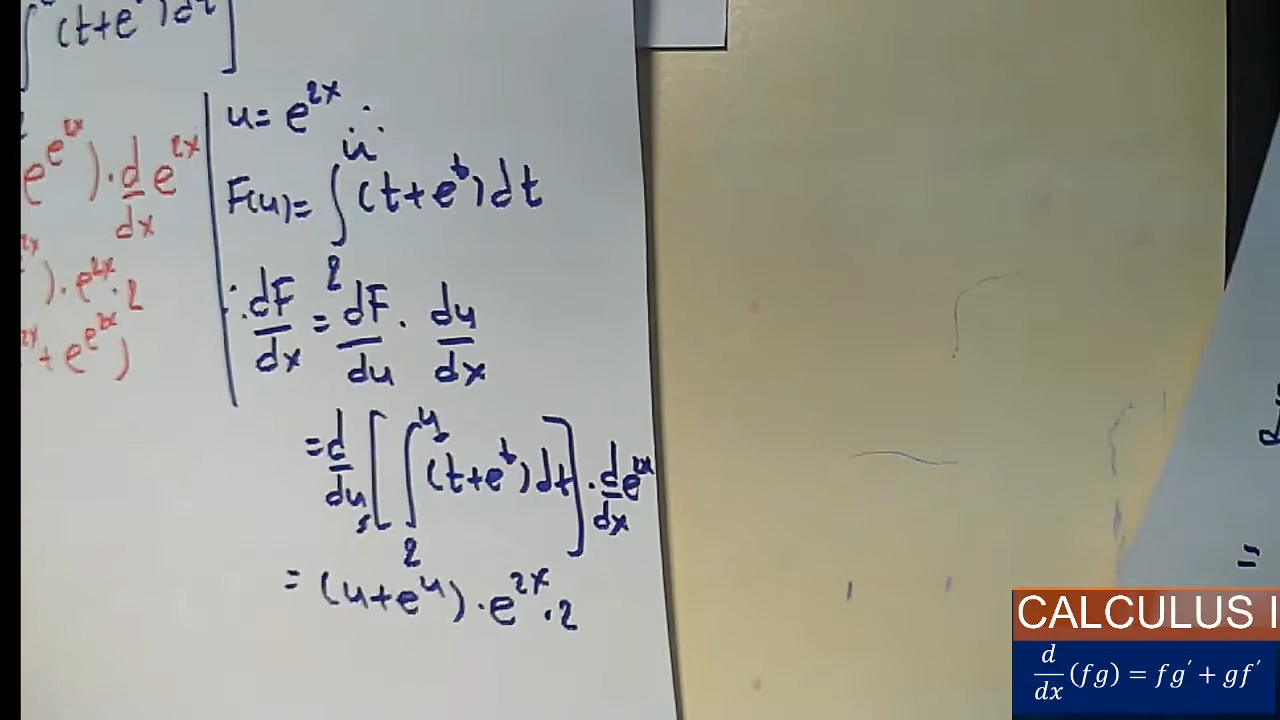 ∫ (t+e )dt ]
e^{e^{2x}} ) · d/dx e^{2x}
) · e^{2x} · 2
+ e^{e^{2x}} )
u = e^{2x} ∴
F(u) = ∫_2^u (t+e^t) dt
∴ dF/dx = dF/du · du/dx
= d/du [ ∫_2^u (t+e^t) dt ] · d/dx e^{2x}
= (u+e^u) · e^{2x} · 2
CALCULUS I
d/dx (fg) = fg′ + gf′